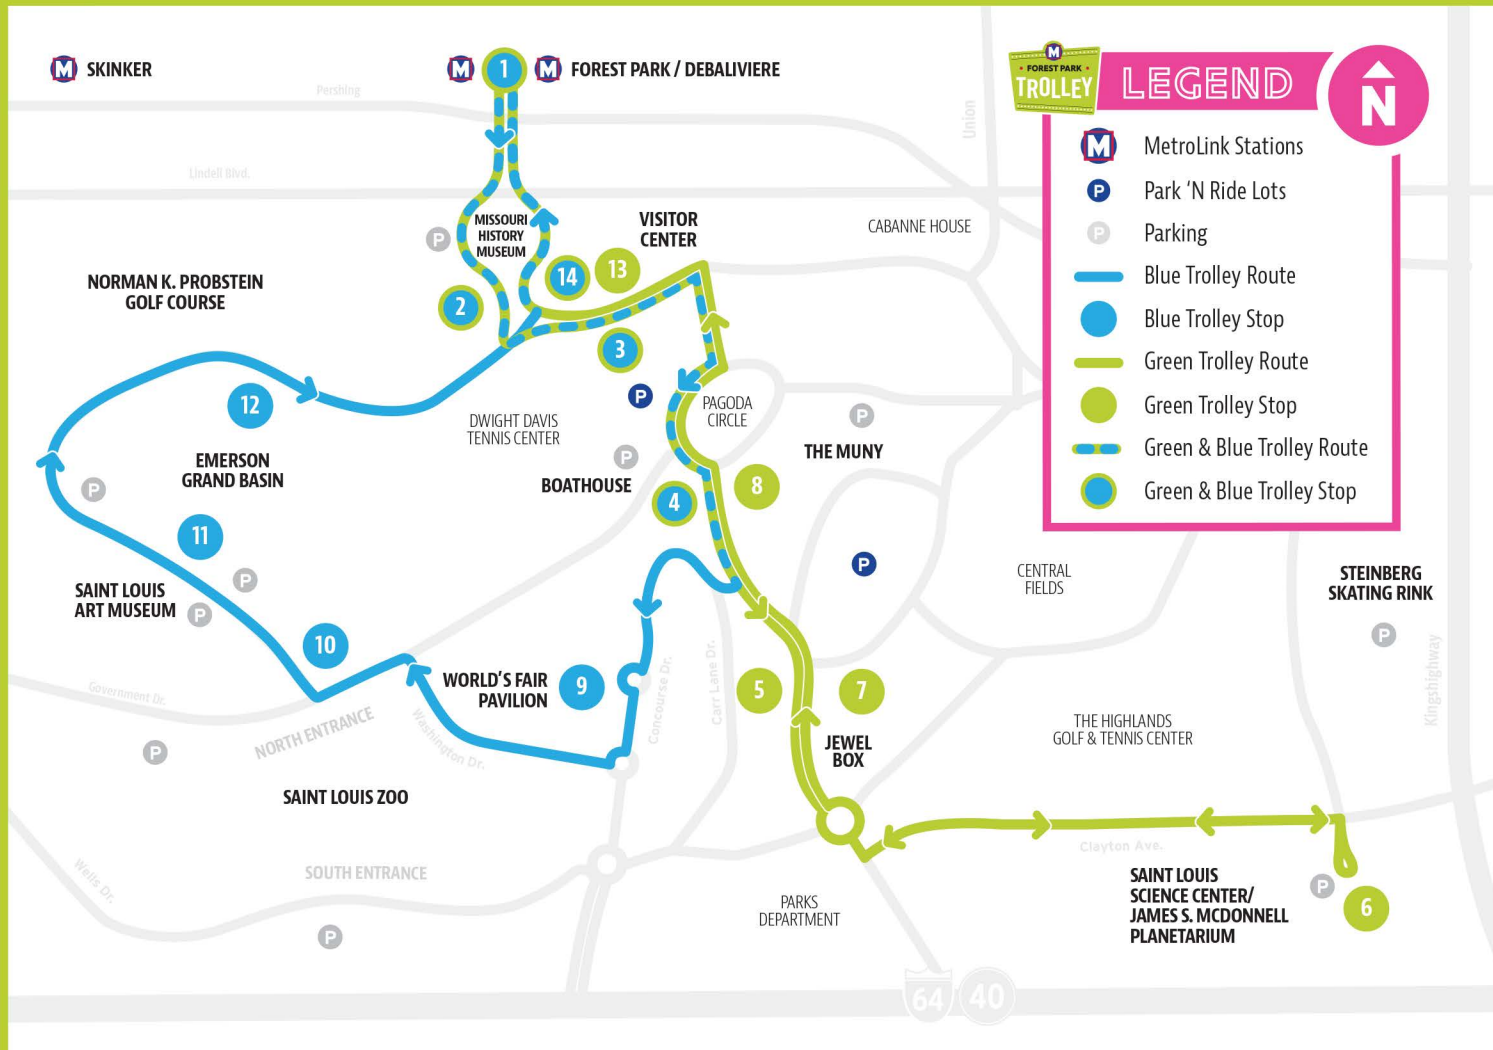 M SKINKER
M 1 M FOREST PARK / DEBALIVIERE
Pershing
Union
Lindell Blvd.
M
FOREST PARK
TROLLEY
LEGEND
N
M MetroLink Stations
P Park 'N Ride Lots
P Parking
Blue Trolley Route
Blue Trolley Stop
Green Trolley Route
Green Trolley Stop
Green & Blue Trolley Route
Green & Blue Trolley Stop
MISSOURI
HISTORY
MUSEUM
P
VISITOR
CENTER
CABANNE HOUSE
14
13
2
3
NORMAN K. PROBSTEIN
GOLF COURSE
12
EMERSON
GRAND BASIN
P
DWIGHT DAVIS
TENNIS CENTER
P
PAGODA
CIRCLE
P
THE MUNY
P
BOATHOUSE
4
8
11
P
SAINT LOUIS
ART MUSEUM
P
P
CENTRAL
FIELDS
STEINBERG
SKATING RINK
P
Kingshighway
10
WORLD'S FAIR
PAVILION
9
Concourse Dr.
Carr Lane Dr.
5
7
Government Dr.
NORTH ENTRANCE
Washington Dr.
P
JEWEL
BOX
THE HIGHLANDS
GOLF & TENNIS CENTER
SAINT LOUIS ZOO
Clayton Ave.
Wells Dr.
SOUTH ENTRANCE
P
PARKS
DEPARTMENT
SAINT LOUIS
SCIENCE CENTER/
JAMES S. MCDONNELL
PLANETARIUM
P
6
64
40